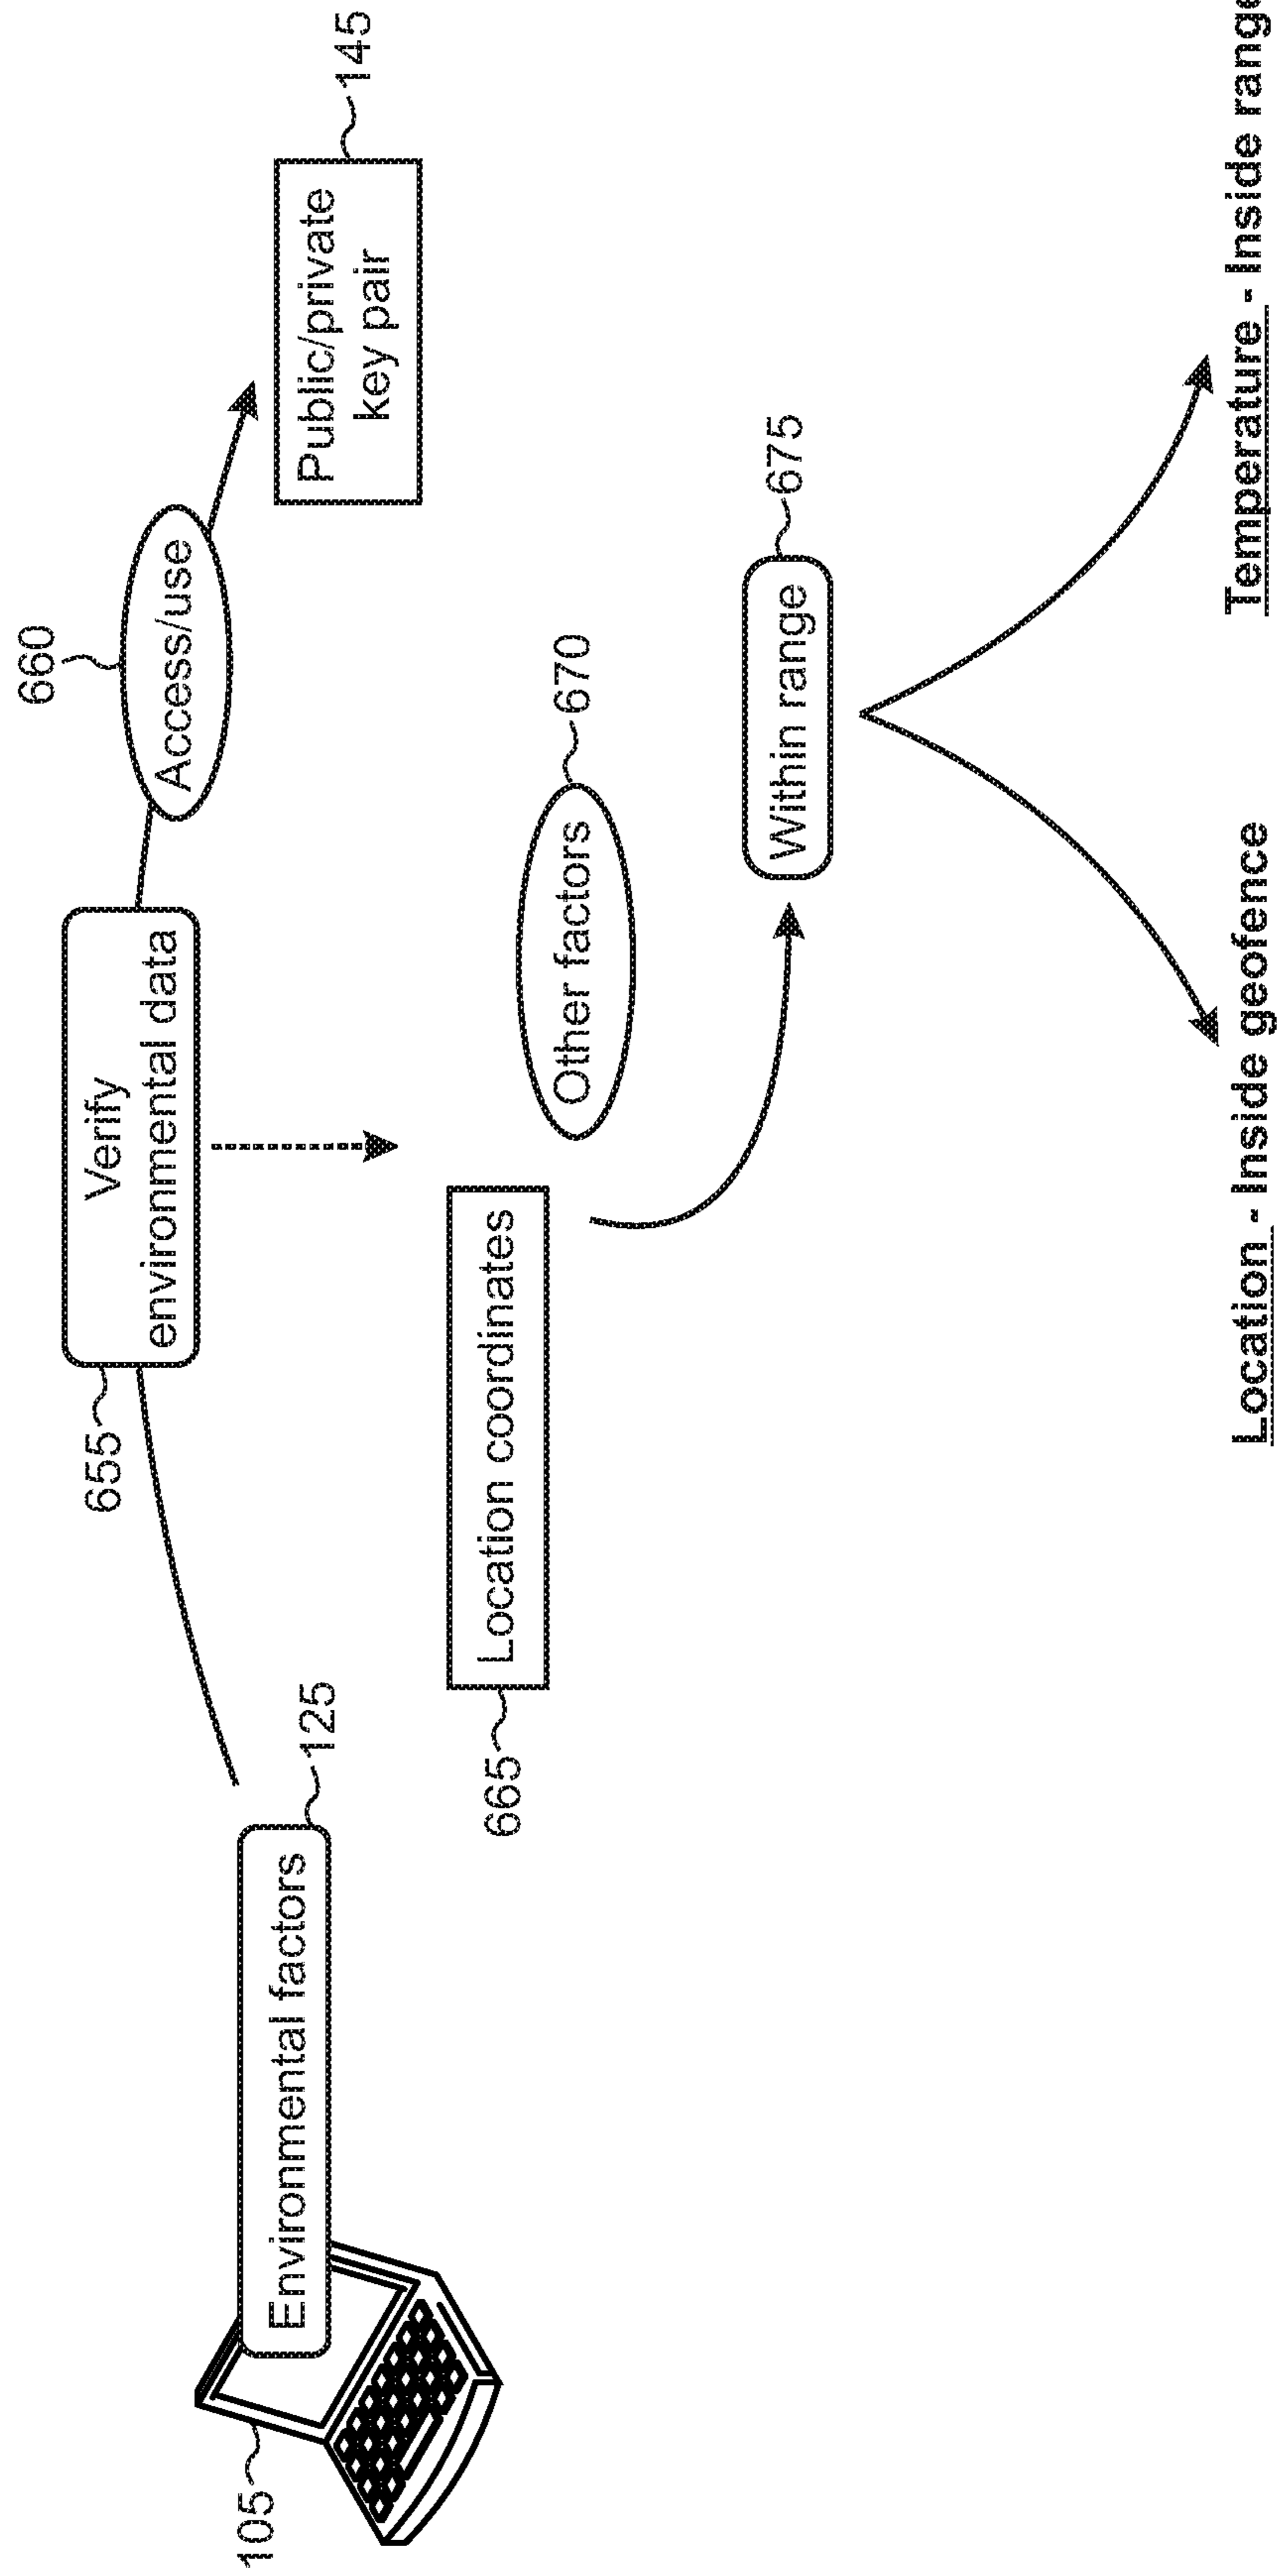 660
655
Verify
environmental data
Access/use
105
Environmental factors
125
Public/private
key pair
145
665
Location coordinates
Other factors
670
Within range
675
Location - Inside geofence
Temperature - Inside range